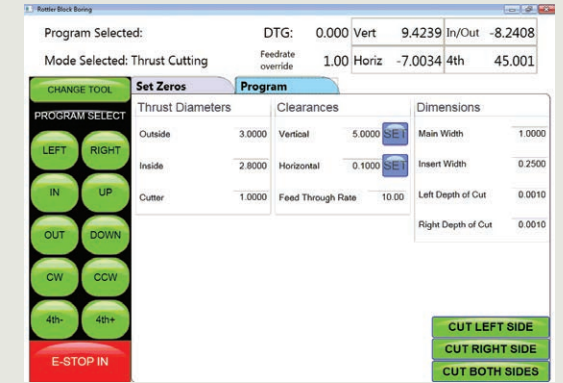 Rottler Block Boring
Program Selected: DTG: 0.000 Vert 9.4239 In/Out -8.2408
Mode Selected: Thrust Cutting Feedrate override 1.00 Horiz -7.0034 4th 45.001
CHANGE TOOL Set Zeros Program
PROGRAM SELECT Thrust Diameters Clearances Dimensions
Outside 3.0000 Vertical 5.0000 SET Main Width 1.0000
LEFT RIGHT
Inside 2.8000 Horizontal 0.1000 SET Insert Width 0.2500
IN UP
Cutter 1.0000 Feed Through Rate 10.00 Left Depth of Cut 0.0010
OUT DOWN
Right Depth of Cut 0.0010
CW CCW
4th- 4th+
CUT LEFT SIDE
CUT RIGHT SIDE
E-STOP IN
CUT BOTH SIDES